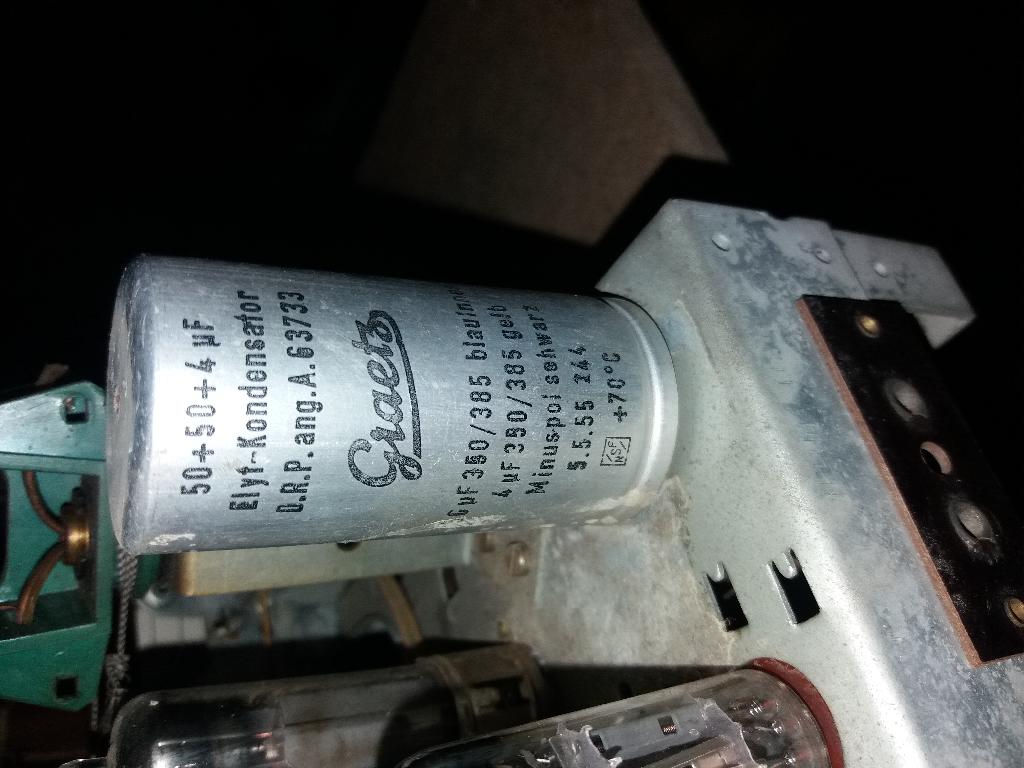 50+50+4 µF
Elyt-Kondensator
D.R.P. ang. A. 63733
Graetz
µF 350/385
4 µF 350/385 gelb
Minuspol schwarz
5.5.55 244
NSF +70°C